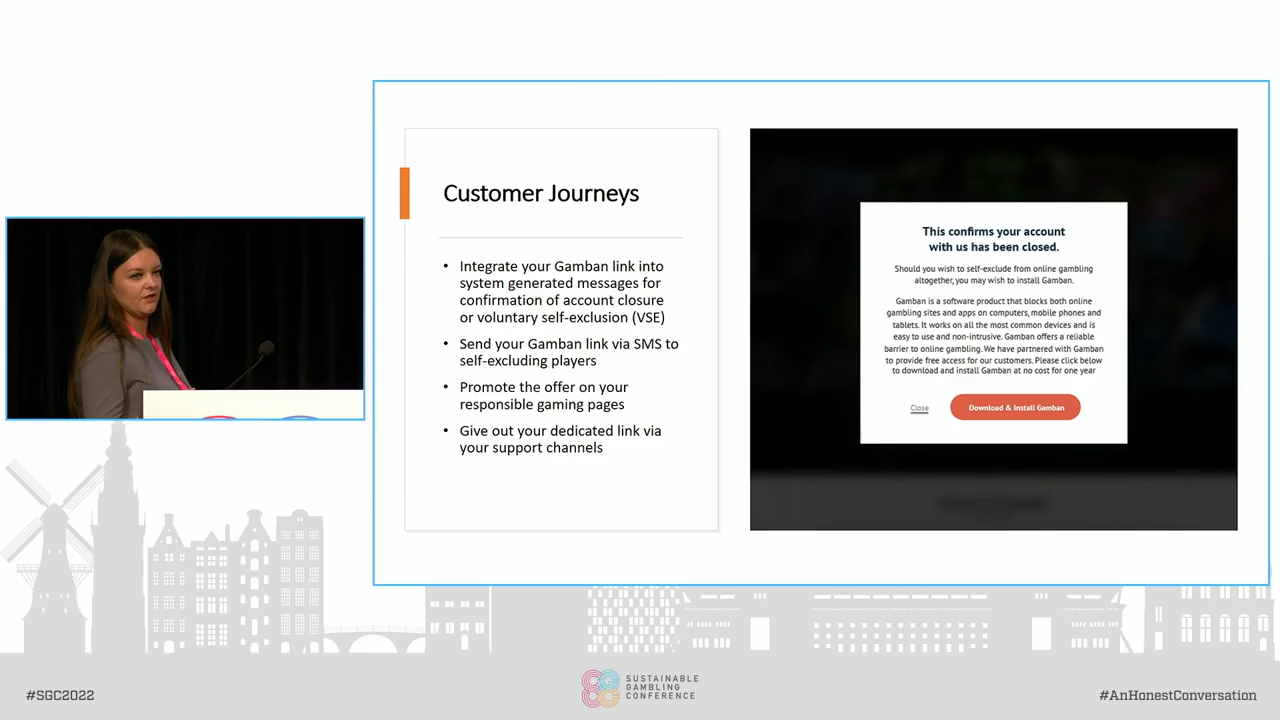 Customer Journeys
• Integrate your Gamban link into
system generated messages for
confirmation of account closure
or voluntary self-exclusion (VSE)
• Send your Gamban link via SMS to
self-excluding players
• Promote the offer on your
responsible gaming pages
• Give out your dedicated link via
your support channels
This confirms your account
with us has been closed.
Should you wish to self-exclude from online gambling
altogether, you may wish to install Gamban.
Gamban is a software product that blocks both online
gambling sites and apps on computers, mobile phones and
tablets. It works on all the most common devices and is
easy to use and non-intrusive. Gamban offers a reliable
barrier to online gambling. We have partnered with Gamban
to provide free access for our customers. Please click below
to download and install Gamban at no cost for one year
Close
Download & Install Gamban
#SGC2022
SUSTAINABLE
GAMBLING
CONFERENCE
#AnHonestConversation